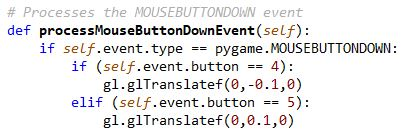 # Processes the MOUSEBUTTONDOWN event
def processMouseButtonDownEvent(self):
    if self.event.type == pygame.MOUSEBUTTONDOWN:
        if (self.event.button == 4):
            gl.glTranslatef(0,-0.1,0)
        elif (self.event.button == 5):
            gl.glTranslatef(0,0.1,0)